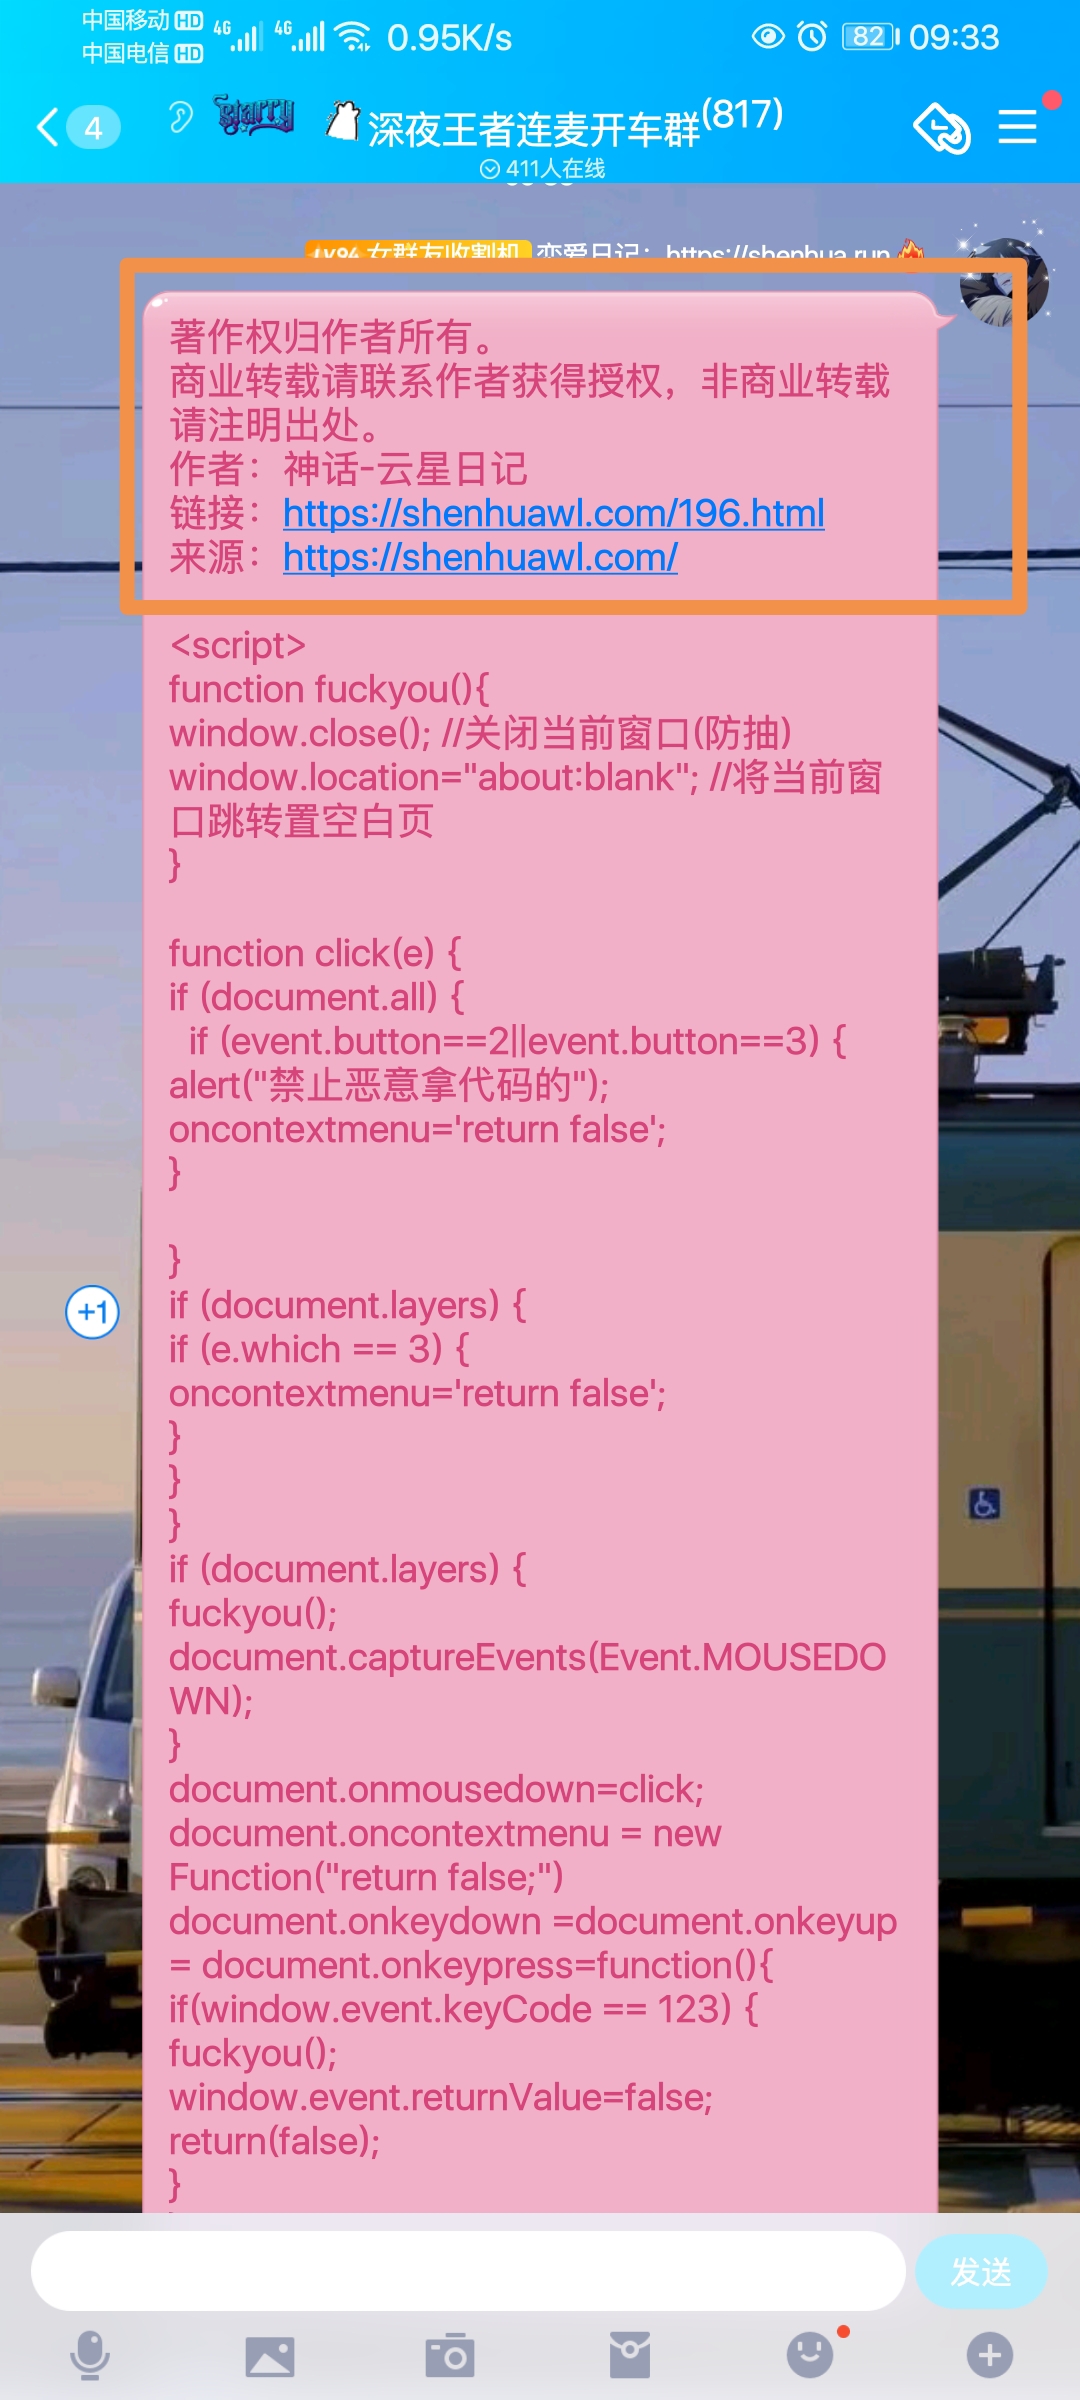 中国移动 HD 4G 4G 0.95K/s 82 09:33
中国电信 HD
4 Starry 深夜王者连麦开车群(817)
411人在线
LV94 女群友收割机 恋爱日记：https://shenhua.run
著作权归作者所有。
商业转载请联系作者获得授权，非商业转载
请注明出处。
作者：神话-云星日记
链接：https://shenhuawl.com/196.html
来源：https://shenhuawl.com/
<script>
function fuckyou(){
window.close(); //关闭当前窗口(防抽)
window.location="about:blank"; //将当前窗
口跳转置空白页
}
function click(e) {
if (document.all) {
if (event.button==2||event.button==3) {
alert("禁止恶意拿代码的");
oncontextmenu='return false';
}
}
+1
if (document.layers) {
if (e.which == 3) {
oncontextmenu='return false';
}
}
}
if (document.layers) {
fuckyou();
document.captureEvents(Event.MOUSEDO
WN);
}
document.onmousedown=click;
document.oncontextmenu = new
Function("return false;")
document.onkeydown =document.onkeyup
= document.onkeypress=function(){
if(window.event.keyCode == 123) {
fuckyou();
window.event.returnValue=false;
return(false);
}
发送